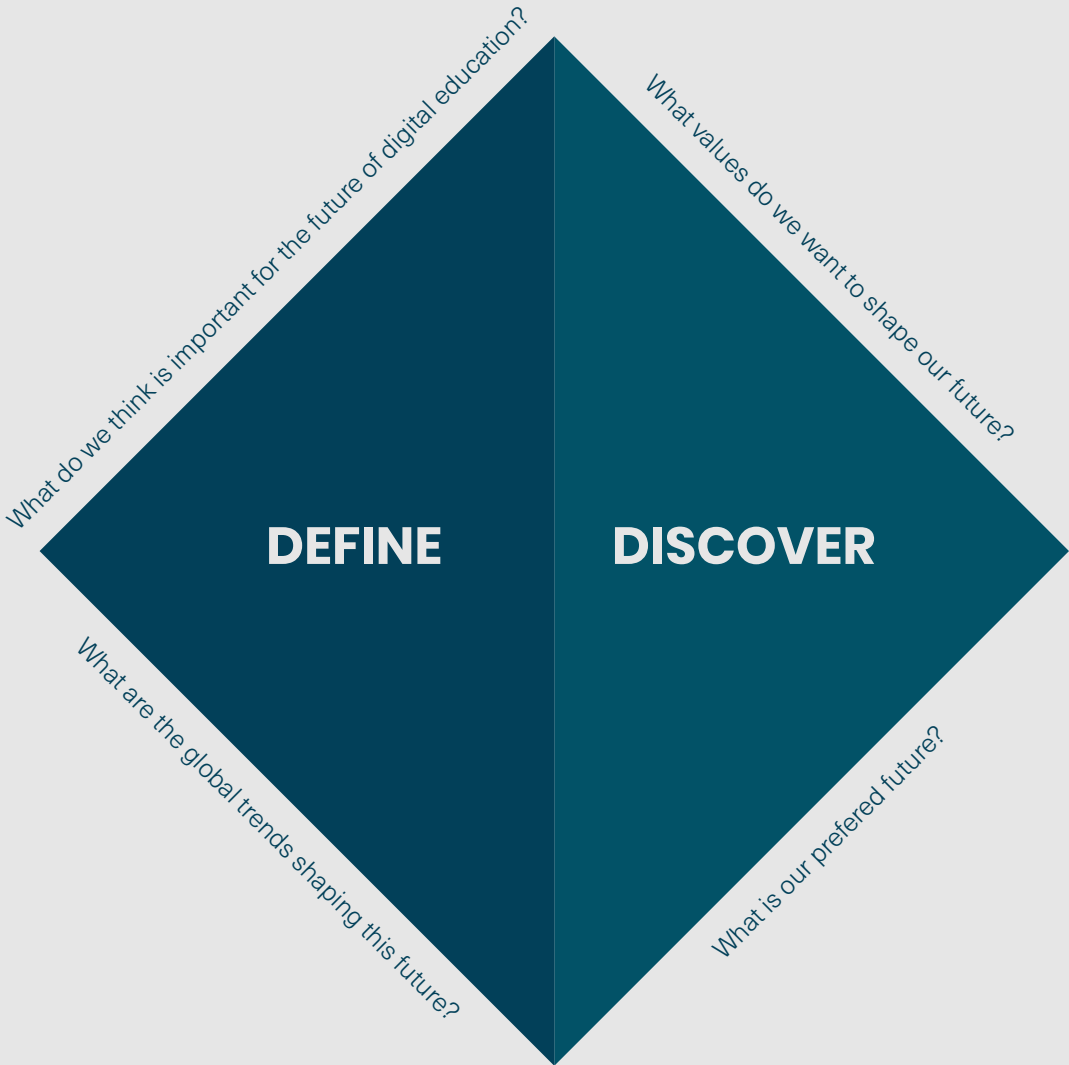 What do we think is important for the future of digital education?
What values do we want to shape our future?
DEFINE
DISCOVER
What are the global trends shaping this future?
What is our prefered future?